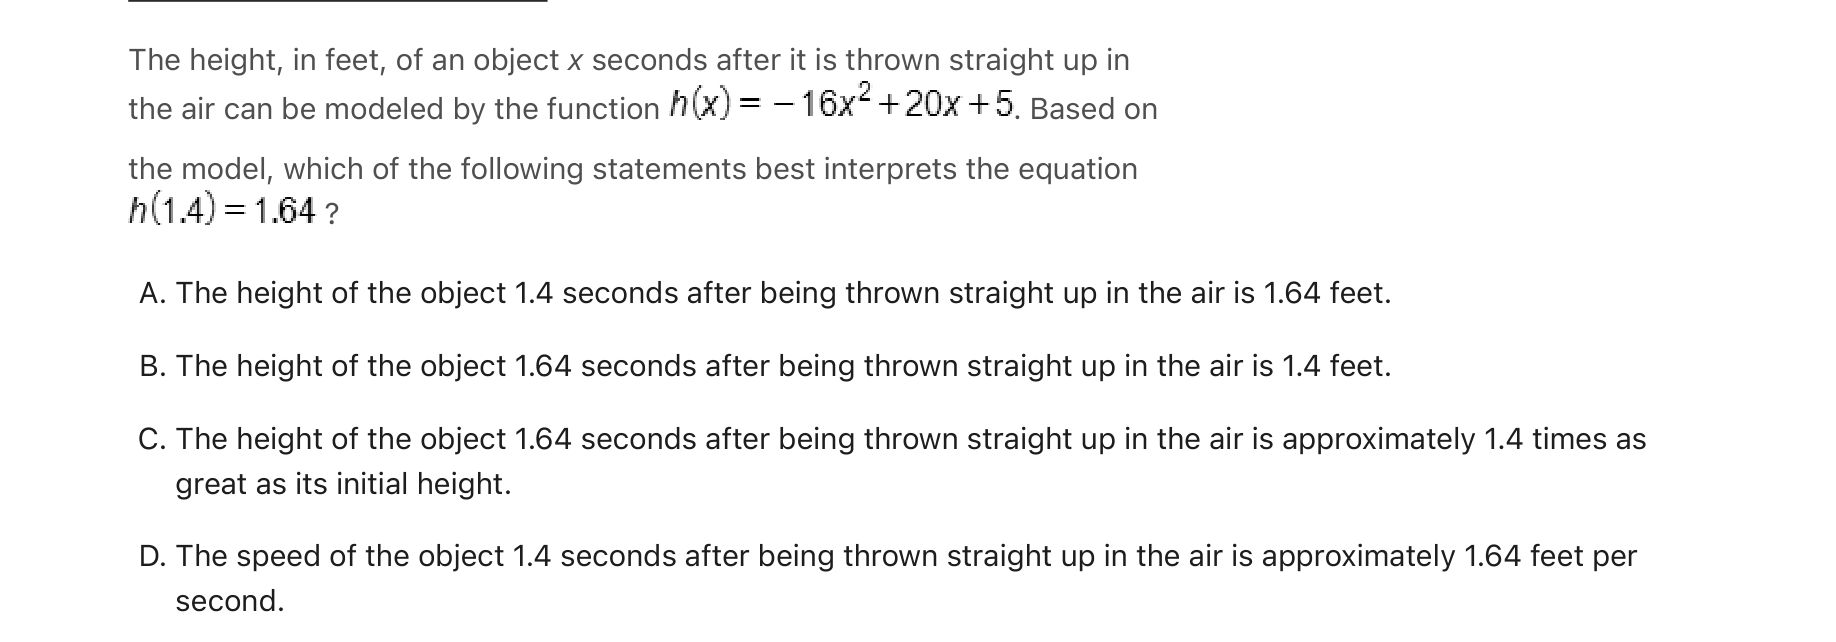 The height, in feet, of an object x seconds after it is thrown straight up in
the air can be modeled by the function h(x) = − 16x² + 20x + 5. Based on
the model, which of the following statements best interprets the equation
h(1.4) = 1.64 ?
A. The height of the object 1.4 seconds after being thrown straight up in the air is 1.64 feet.
B. The height of the object 1.64 seconds after being thrown straight up in the air is 1.4 feet.
C. The height of the object 1.64 seconds after being thrown straight up in the air is approximately 1.4 times as
great as its initial height.
D. The speed of the object 1.4 seconds after being thrown straight up in the air is approximately 1.64 feet per
second.